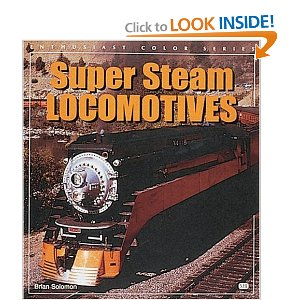 Click to
LOOK INSIDE!
ENTHUSIAST COLOR SERIES
Super Steam
LOCOMOTIVES
Brian Solomon